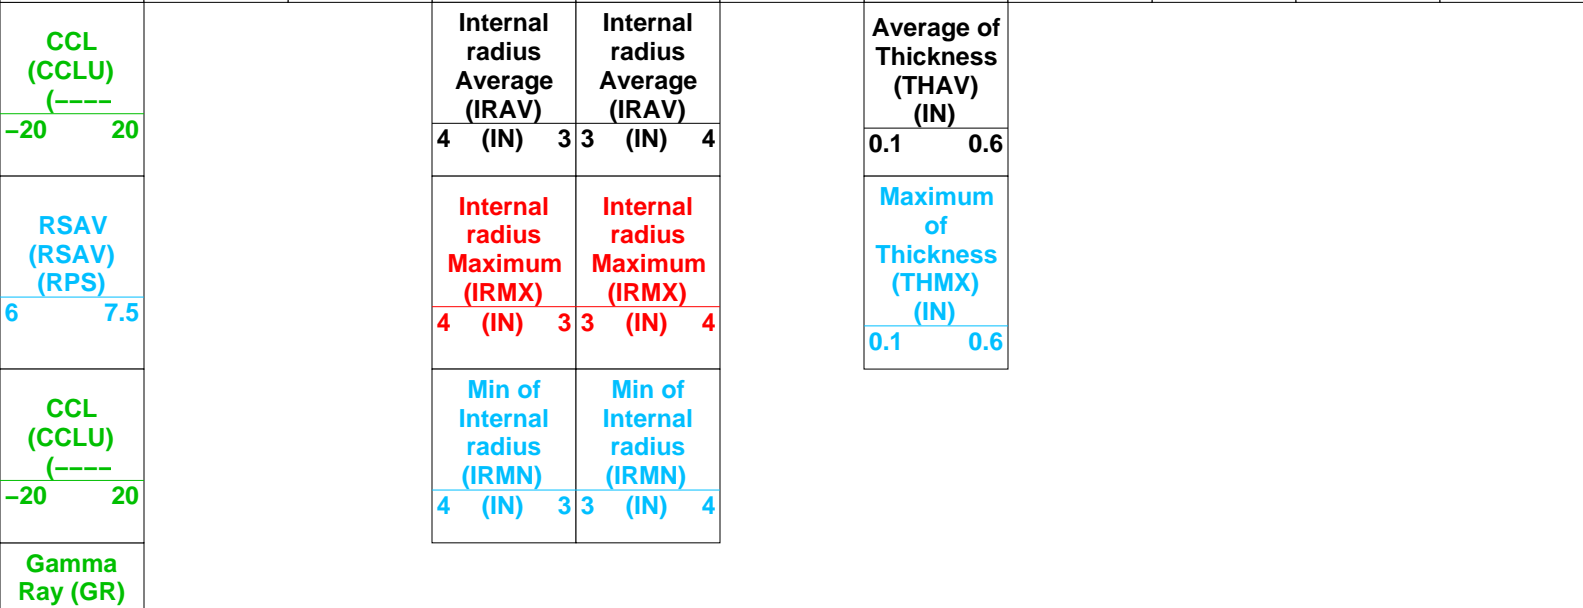 CCL
(CCLU)
(----
-20 20
RSAV
(RSAV)
(RPS)
6 7.5
CCL
(CCLU)
(----
-20 20
Gamma
Ray (GR)
Internal
radius
Average
(IRAV)
4 (IN) 3
Internal
radius
Maximum
(IRMX)
4 (IN) 3
Min of
Internal
radius
(IRMN)
4 (IN) 3
Internal
radius
Average
(IRAV)
3 (IN) 4
Internal
radius
Maximum
(IRMX)
3 (IN) 4
Min of
Internal
radius
(IRMN)
3 (IN) 4
Average of
Thickness
(THAV)
(IN)
0.1 0.6
Maximum
of
Thickness
(THMX)
(IN)
0.1 0.6